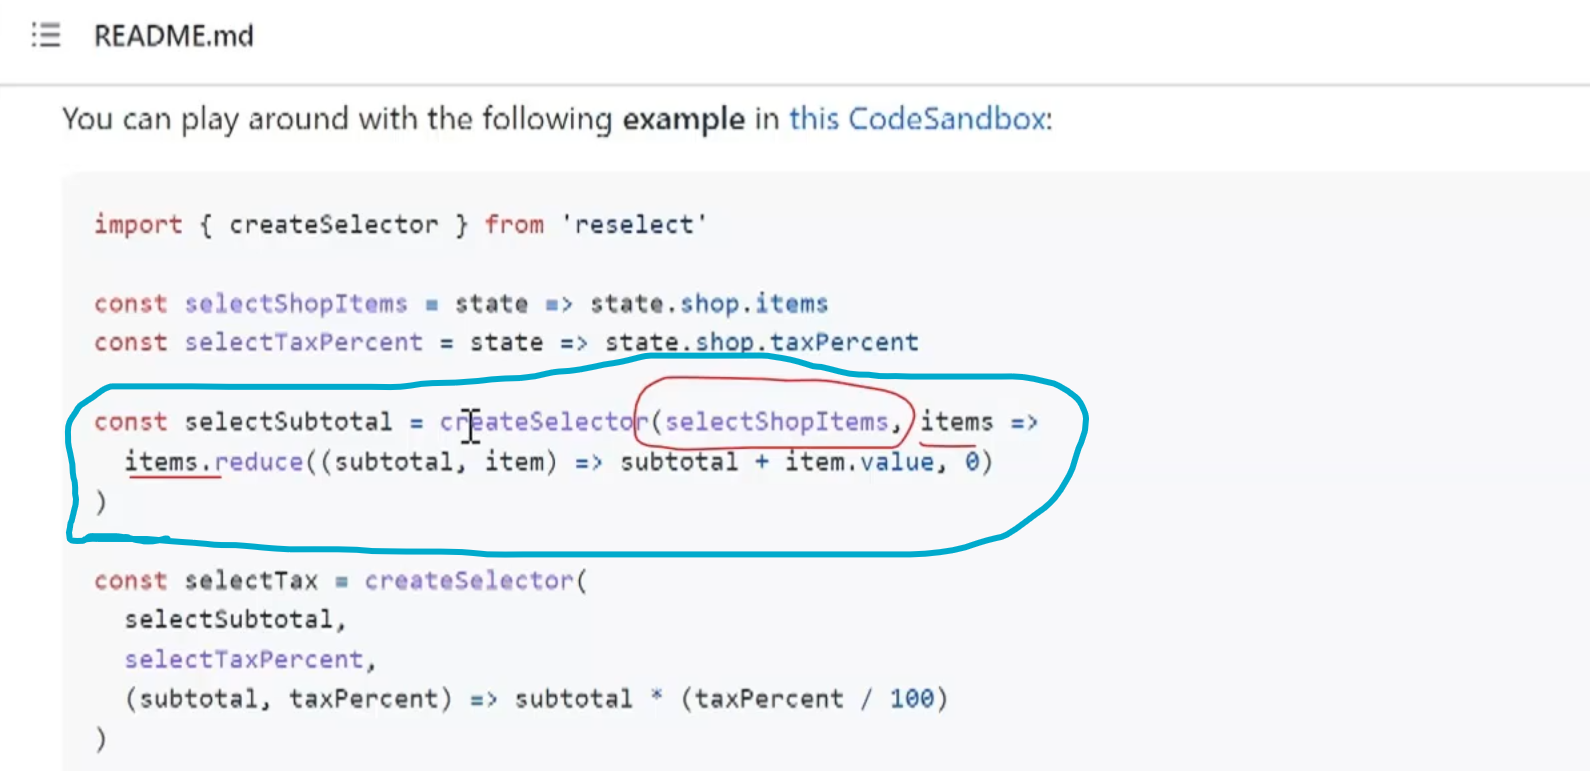 README.md
You can play around with the following example in this CodeSandbox:
import { createSelector } from 'reselect'
const selectShopItems = state => state.shop.items
const selectTaxPercent = state => state.shop.taxPercent
const selectSubtotal = createSelector(selectShopItems, items =>
items.reduce((subtotal, item) => subtotal + item.value, 0)
)
const selectTax = createSelector(
selectSubtotal,
selectTaxPercent,
(subtotal, taxPercent) => subtotal * (taxPercent / 100)
)